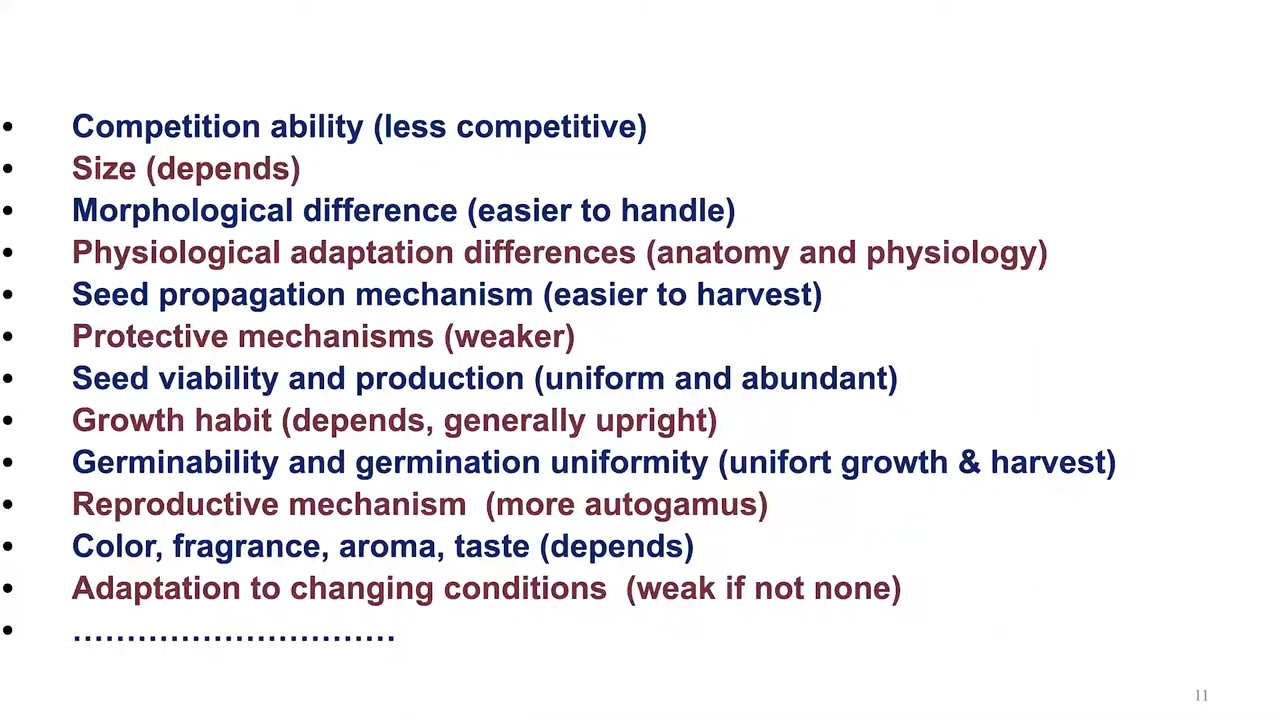 • Competition ability (less competitive)
• Size (depends)
• Morphological difference (easier to handle)
• Physiological adaptation differences (anatomy and physiology)
• Seed propagation mechanism (easier to harvest)
• Protective mechanisms (weaker)
• Seed viability and production (uniform and abundant)
• Growth habit (depends, generally upright)
• Germinability and germination uniformity (unifort growth & harvest)
• Reproductive mechanism (more autogamus)
• Color, fragrance, aroma, taste (depends)
• Adaptation to changing conditions (weak if not none)
• …………………………
11